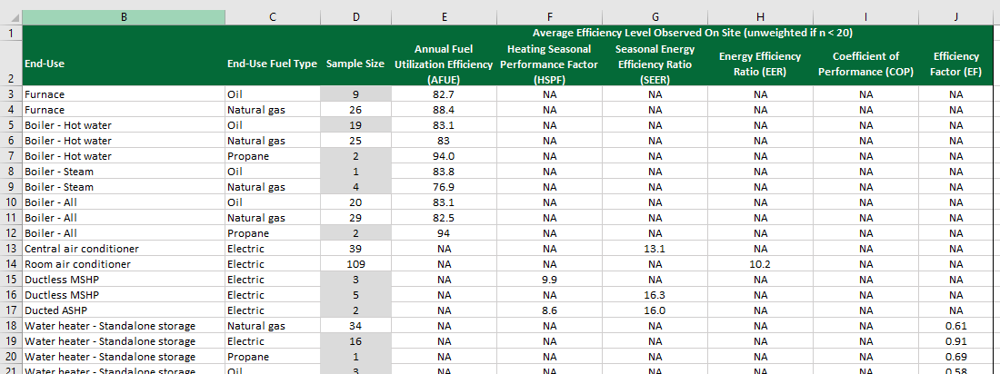 B C D E F G H I J
1 Average Efficiency Level Observed On Site (unweighted if n < 20)
2 End-Use End-Use Fuel Type Sample Size Annual Fuel Utilization Efficiency (AFUE) Heating Seasonal Performance Factor (HSPF) Seasonal Energy Efficiency Ratio (SEER) Energy Efficiency Ratio (EER) Coefficient of Performance (COP) Efficiency Factor (EF)
3 Furnace Oil 9 82.7 NA NA NA NA NA
4 Furnace Natural gas 26 88.4 NA NA NA NA NA
5 Boiler - Hot water Oil 19 83.1 NA NA NA NA NA
6 Boiler - Hot water Natural gas 25 83 NA NA NA NA NA
7 Boiler - Hot water Propane 2 94.0 NA NA NA NA NA
8 Boiler - Steam Oil 1 83.8 NA NA NA NA NA
9 Boiler - Steam Natural gas 4 76.9 NA NA NA NA NA
10 Boiler - All Oil 20 83.1 NA NA NA NA NA
11 Boiler - All Natural gas 29 82.5 NA NA NA NA NA
12 Boiler - All Propane 2 94 NA NA NA NA NA
13 Central air conditioner Electric 39 NA NA 13.1 NA NA NA
14 Room air conditioner Electric 109 NA NA NA 10.2 NA NA
15 Ductless MSHP Electric 3 NA 9.9 NA NA NA NA
16 Ductless MSHP Electric 5 NA NA 16.3 NA NA NA
17 Ducted ASHP Electric 2 NA 8.6 16.0 NA NA NA
18 Water heater - Standalone storage Natural gas 34 NA NA NA NA NA 0.61
19 Water heater - Standalone storage Electric 16 NA NA NA NA NA 0.91
20 Water heater - Standalone storage Propane 1 NA NA NA NA NA 0.69
21 Water heater - Standalone storage Oil 3 NA NA NA NA NA 0.58